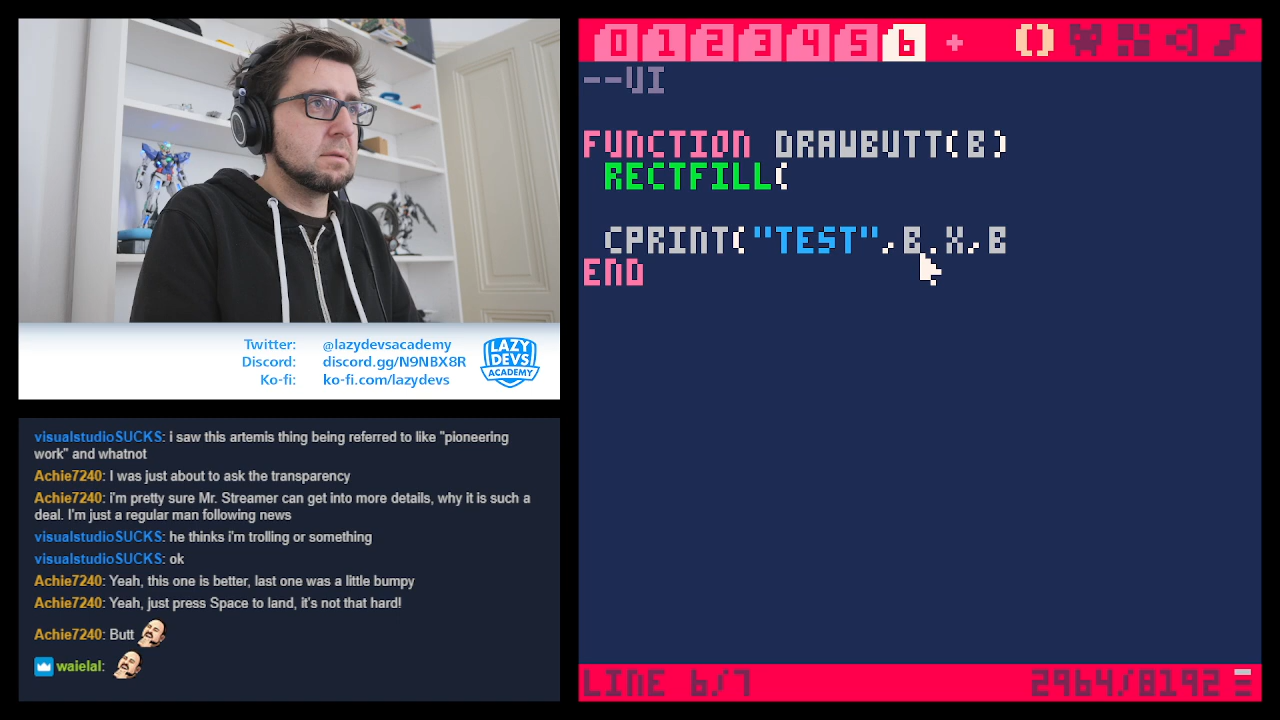 Twitter: @lazydevsacademy
Discord: discord.gg/N9NBX8R
Ko-fi: ko-fi.com/lazydevs
LAZY
DEVS
ACADEMY
visualstudioSUCKS: i saw this artemis thing being referred to like "pioneering
work" and whatnot
Achie7240: I was just about to ask the transparency
Achie7240: i'm pretty sure Mr. Streamer can get into more details, why it is such a
deal. I'm just a regular man following news
visualstudioSUCKS: he thinks i'm trolling or something
visualstudioSUCKS: ok
Achie7240: Yeah, this one is better, last one was a little bumpy
Achie7240: Yeah, just press Space to land, it's not that hard!
Achie7240: Butt
waielal:
0 1 2 3 4 5 6 +
--UI
FUNCTION DRAWBUTT(B)
RECTFILL(
CPRINT("TEST",B.X,B
END
LINE 6/7 2964/8192